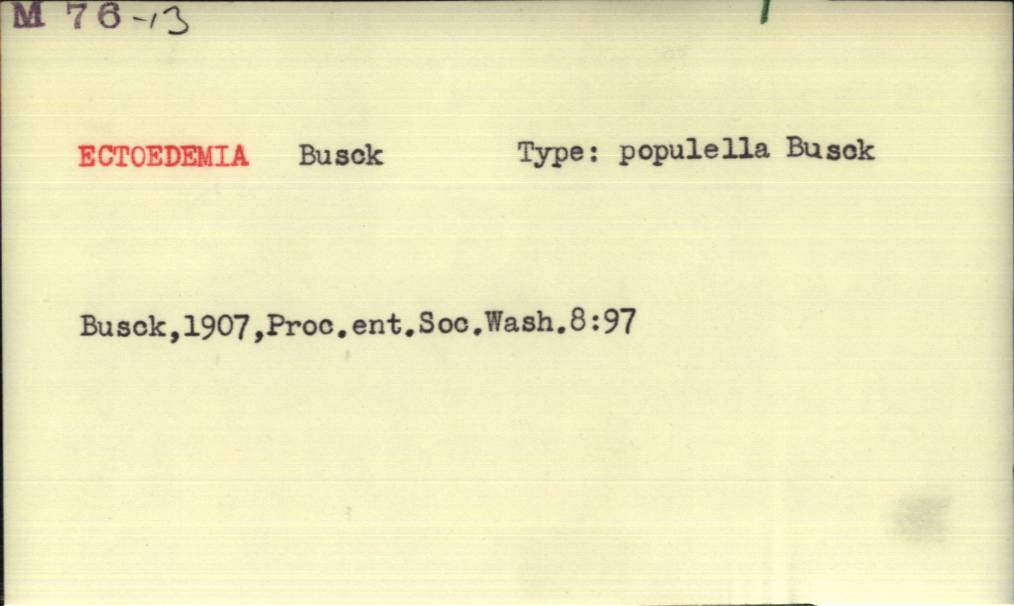 M 76-13
ECTOEDEMIA Busck Type: populella Busck
Busck,1907,Proc.ent.Soc.Wash.8:97